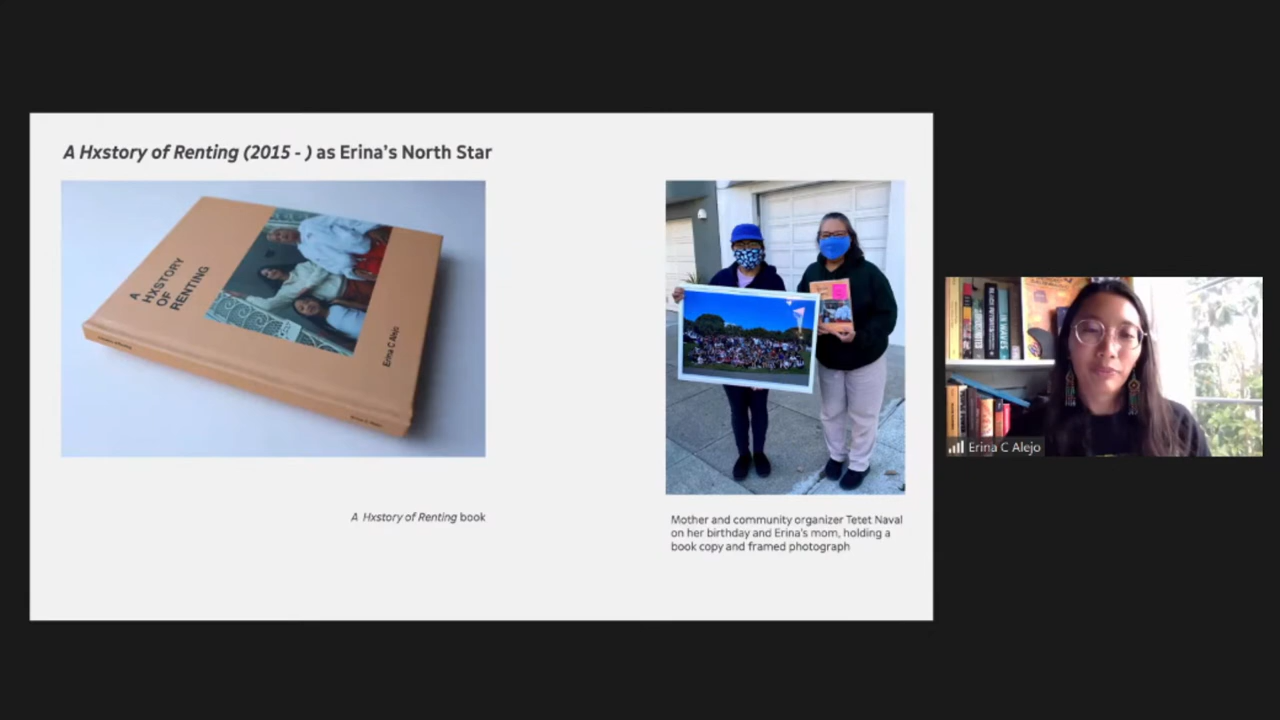 A Hxstory of Renting (2015 - ) as Erina's North Star
A
HXSTORY
OF
RENTING
Erina C Alejo
A Hxstory of Renting book
Mother and community organizer Tetet Naval
on her birthday and Erina's mom, holding a
book copy and framed photograph
Erina C Alejo